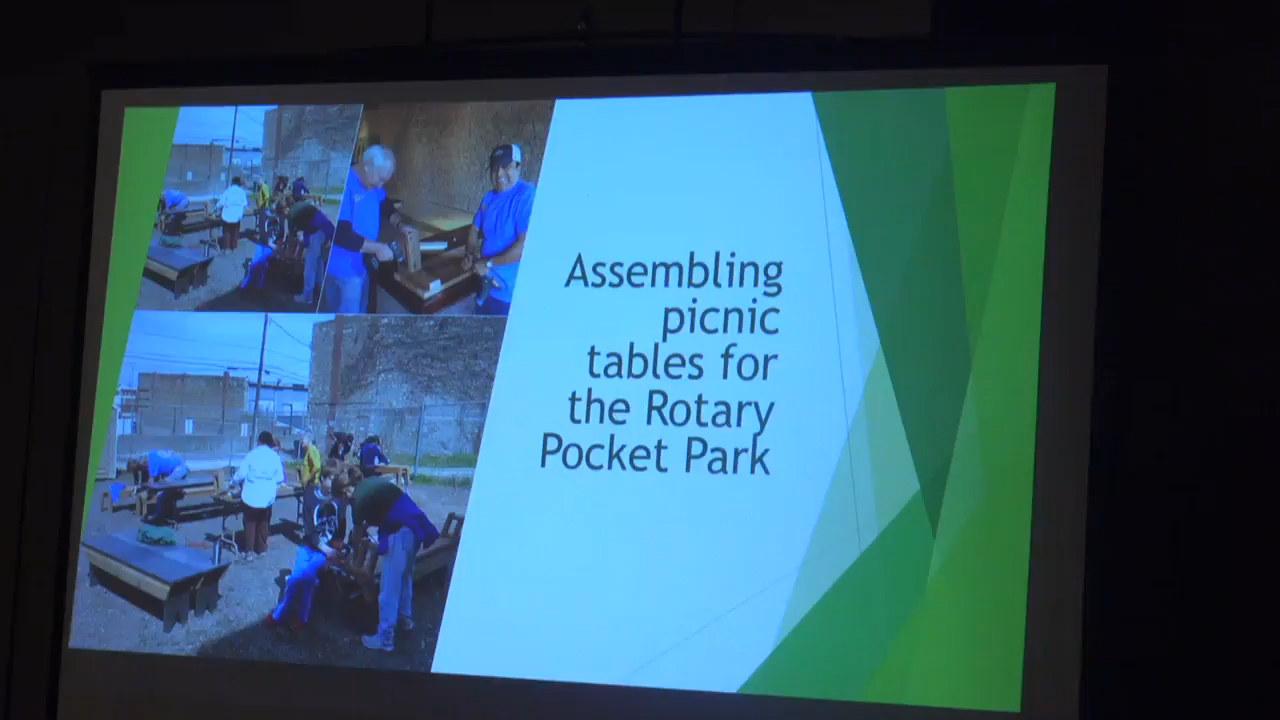 Assembling
picnic
tables for
the Rotary
Pocket Park